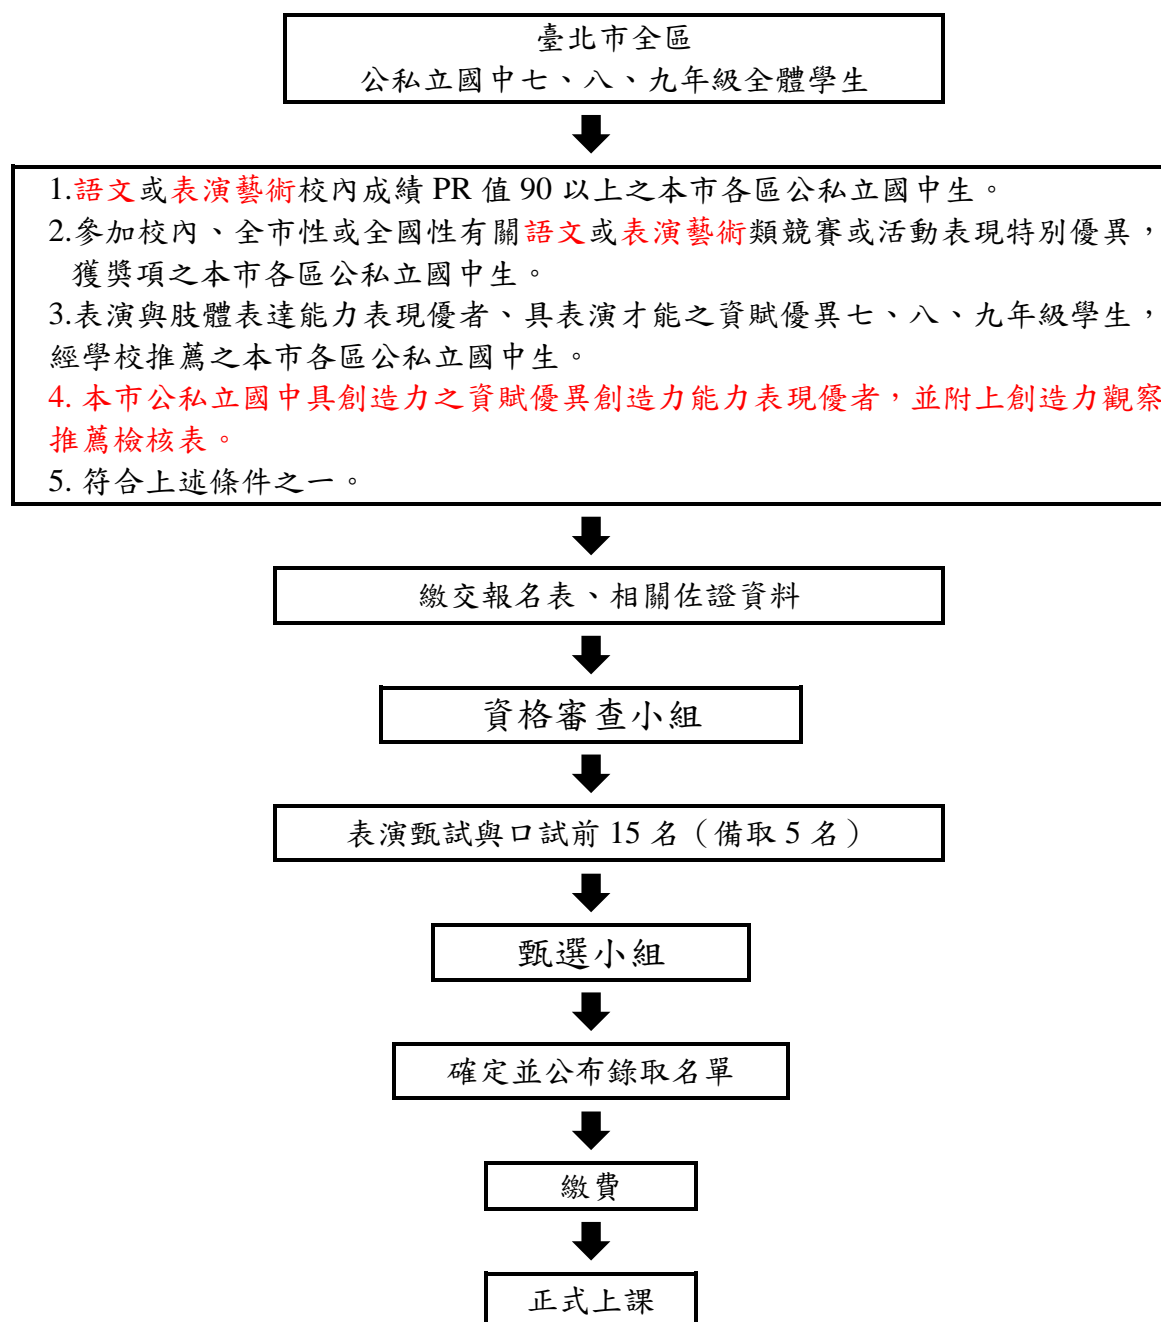 臺北市全區
公私立國中七、八、九年級全體學生
1.語文或表演藝術校內成績 PR 值 90 以上之本市各區公私立國中生。
2.參加校內、全市性或全國性有關語文或表演藝術類競賽或活動表現特別優異，
獲獎項之本市各區公私立國中生。
3.表演與肢體表達能力表現優者、具表演才能之資賦優異七、八、九年級學生，
經學校推薦之本市各區公私立國中生。
4. 本市公私立國中具創造力之資賦優異創造力能力表現優者，並附上創造力觀察
推薦檢核表。
5. 符合上述條件之一。
繳交報名表、相關佐證資料
資格審查小組
表演甄試與口試前 15 名（備取 5 名）
甄選小組
確定並公布錄取名單
繳費
正式上課